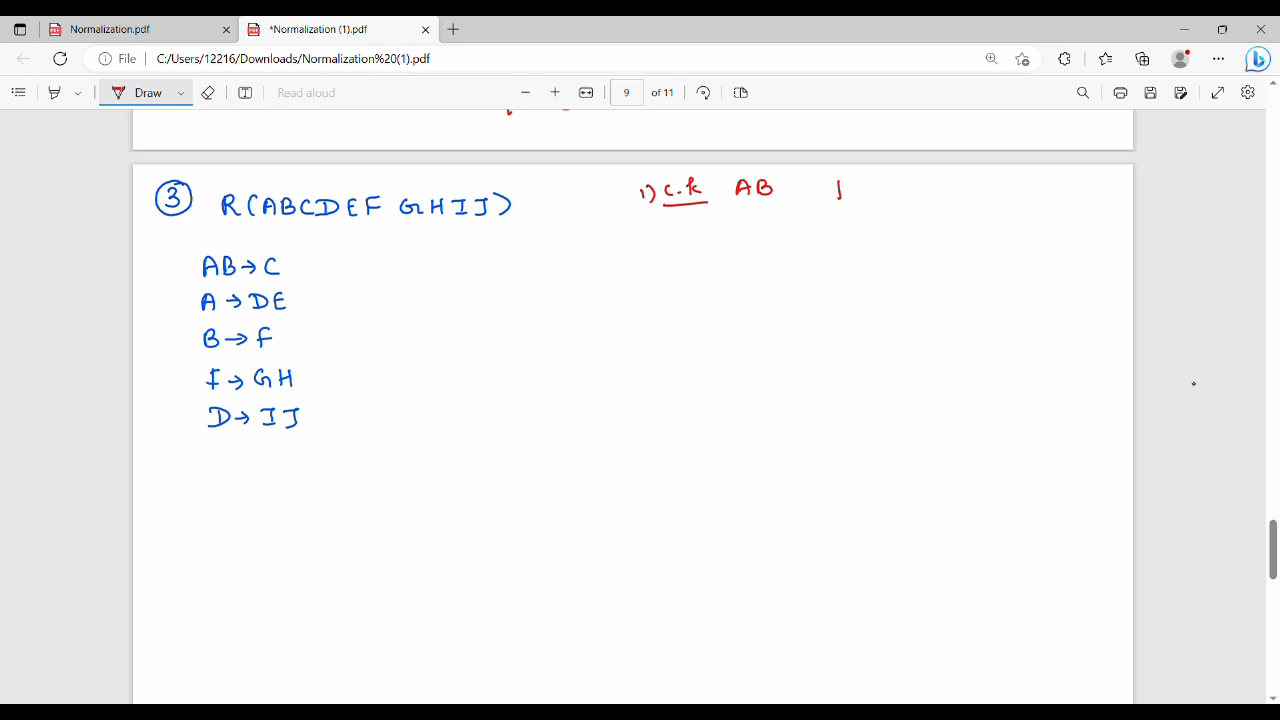 Normalization.pdf
*Normalization (1).pdf
File C:/Users/12216/Downloads/Normalization%20(1).pdf
Draw Read aloud 9 of 11
3 R(ABCDEF GHIJ)
1) C.K AB
AB→C
A→DE
B→F
F→GH
D→IJ